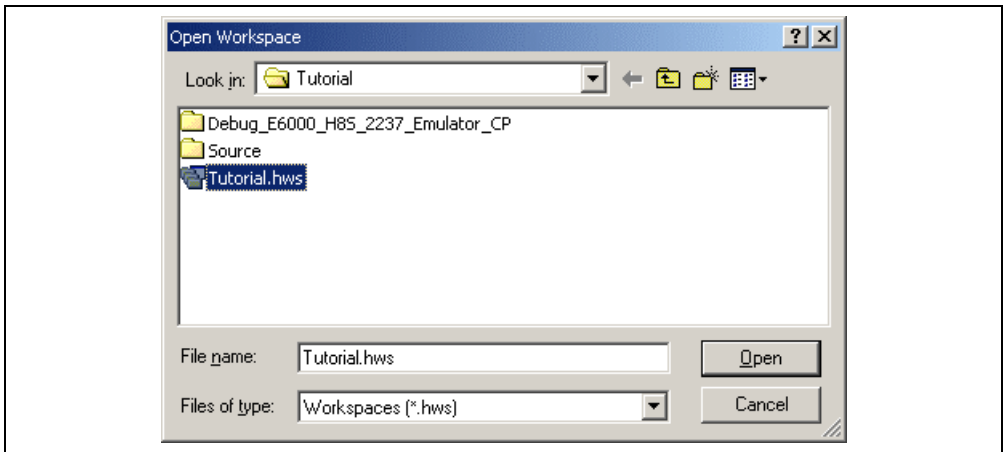 Open Workspace
Look in: Tutorial
Debug_E6000_H8S_2237_Emulator_CP
Source
Tutorial.hws
File name: Tutorial.hws Open
Files of type: Workspaces (*.hws) Cancel